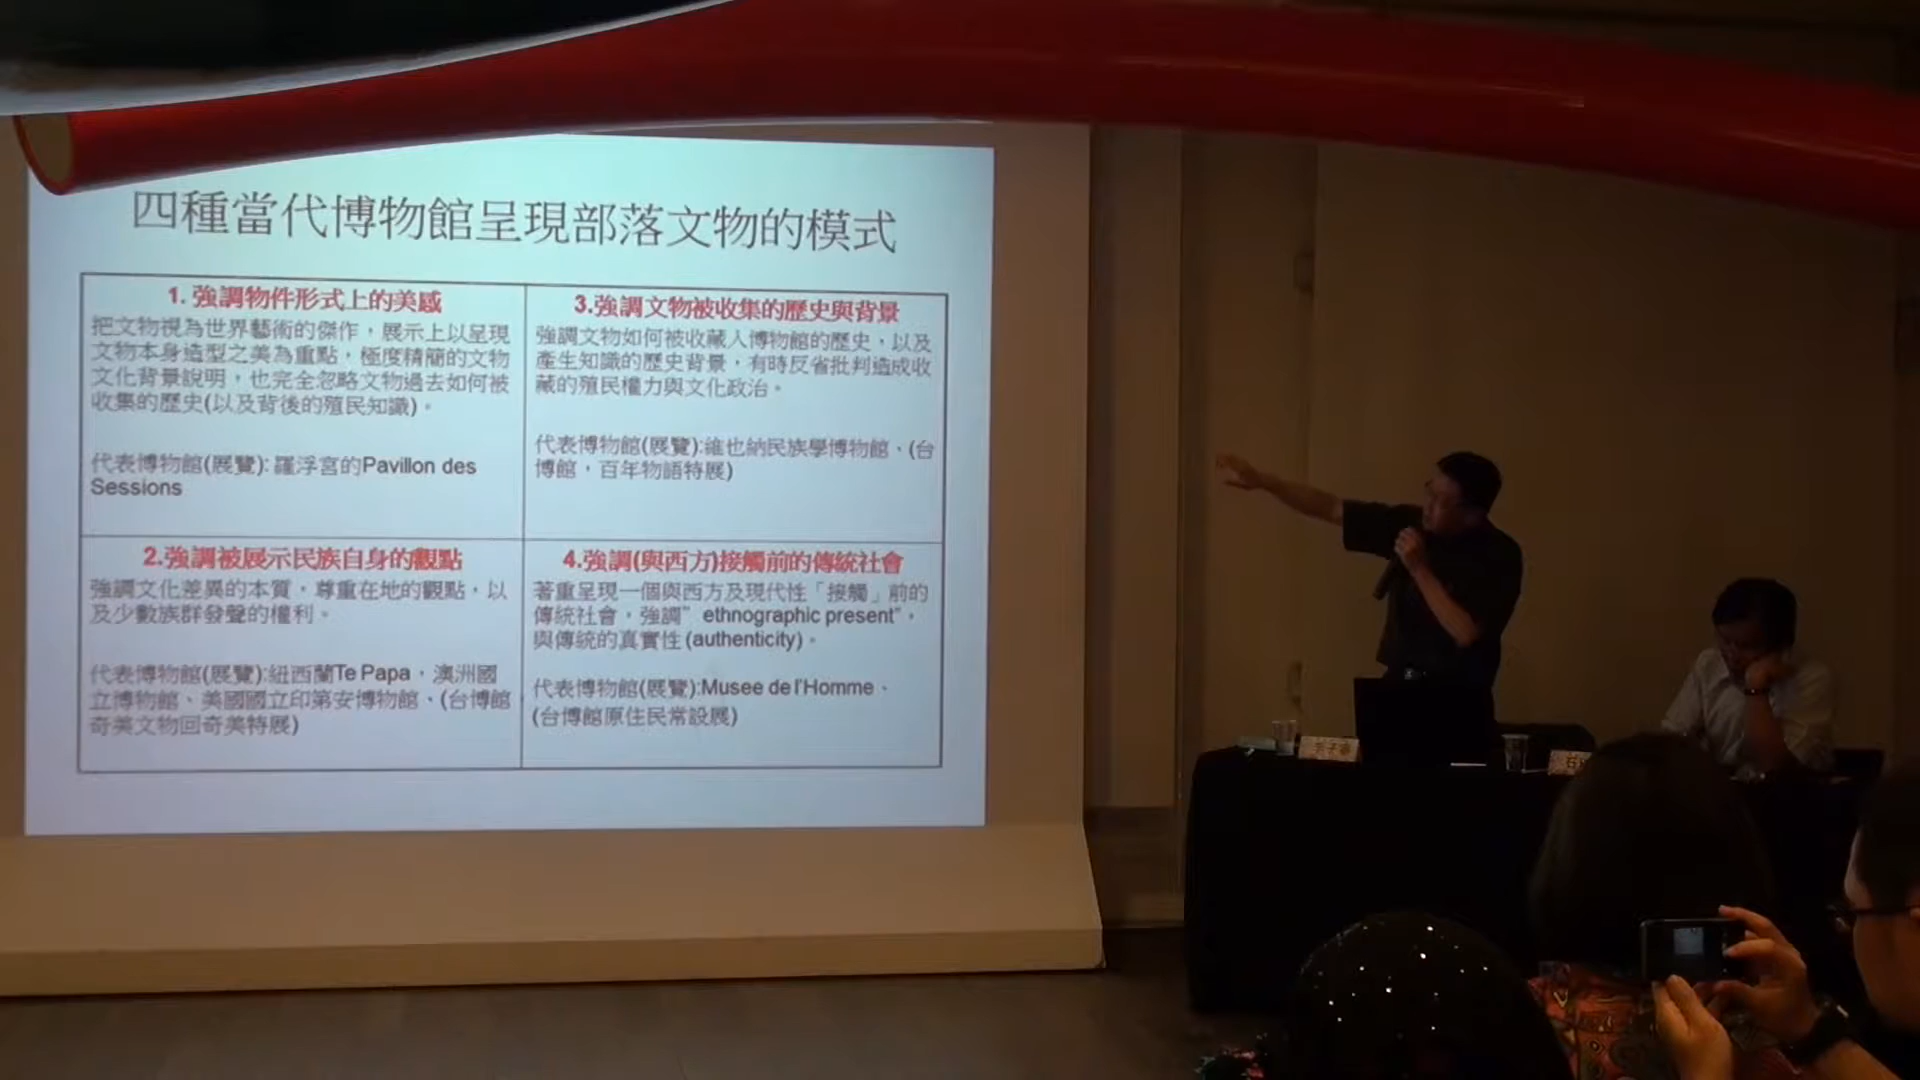 四種當代博物館呈現部落文物的模式
1. 強調物件形式上的美感
把文物視為世界藝術的傑作，展示上以呈現
文物本身造型之美為重點，極度精簡的文物
文化背景說明，也完全忽略文物過去如何被
收集的歷史(以及背後的殖民知識)。
代表博物館(展覽): 羅浮宮的Pavillon des
Sessions
2.強調被展示民族自身的觀點
強調文化差異的本質，尊重在地的觀點，以
及少數族群發聲的權利。
代表博物館(展覽):紐西蘭Te Papa，澳洲國
立博物館、美國國立印第安博物館、(台博館
奇美文物回奇美特展)
3.強調文物被收集的歷史與背景
強調文物如何被收藏入博物館的歷史，以及
產生知識的歷史背景，有時反省批判造成收
藏的殖民權力與文化政治。
代表博物館(展覽):維也納民族學博物館、(台
博館，百年物語特展)
4.強調(與西方)接觸前的傳統社會
著重呈現一個與西方及現代性「接觸」前的
傳統社會，強調" ethnographic present"，
與傳統的真實性(authenticity)。
代表博物館(展覽):Musee de l'Homme、
(台博館原住民常設展)
石